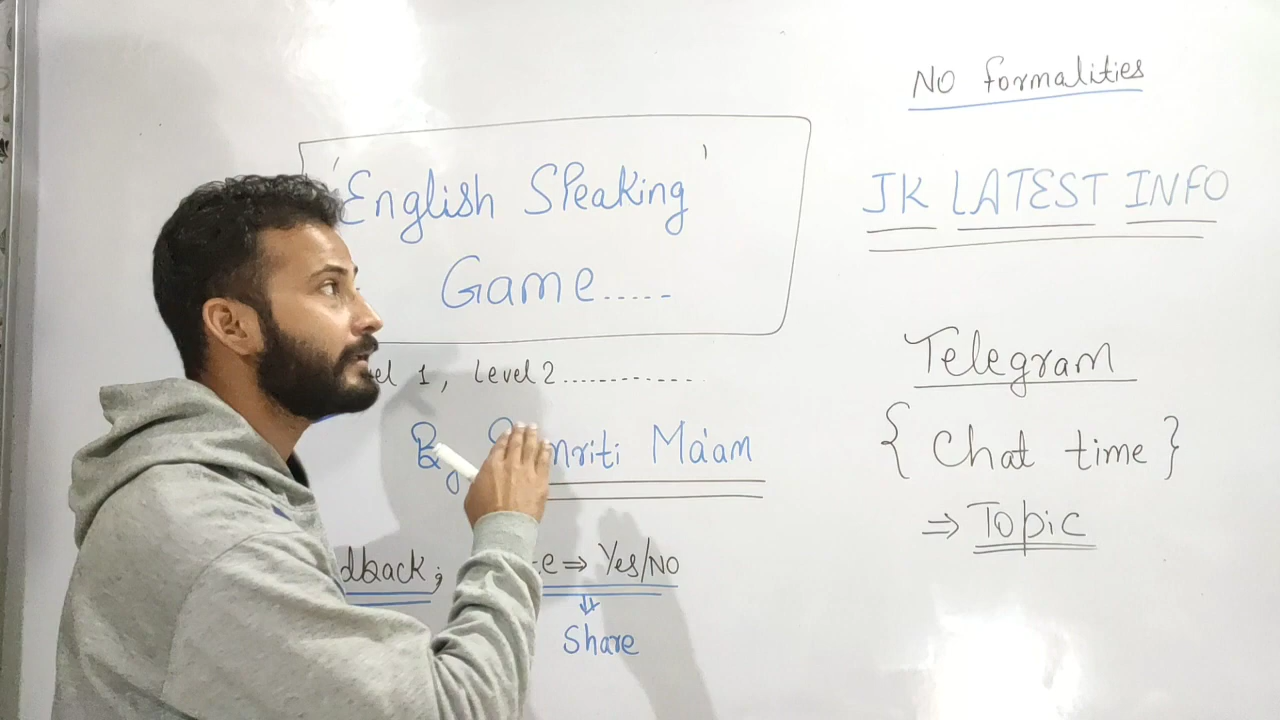 'English Speaking'
Game.....
el 1, Level 2..............
By mriti Ma'am
dback; e ⇒ Yes/No
Share
No formalities
JK LATEST INFO
Telegram
{ Chat time }
⇒ Topic